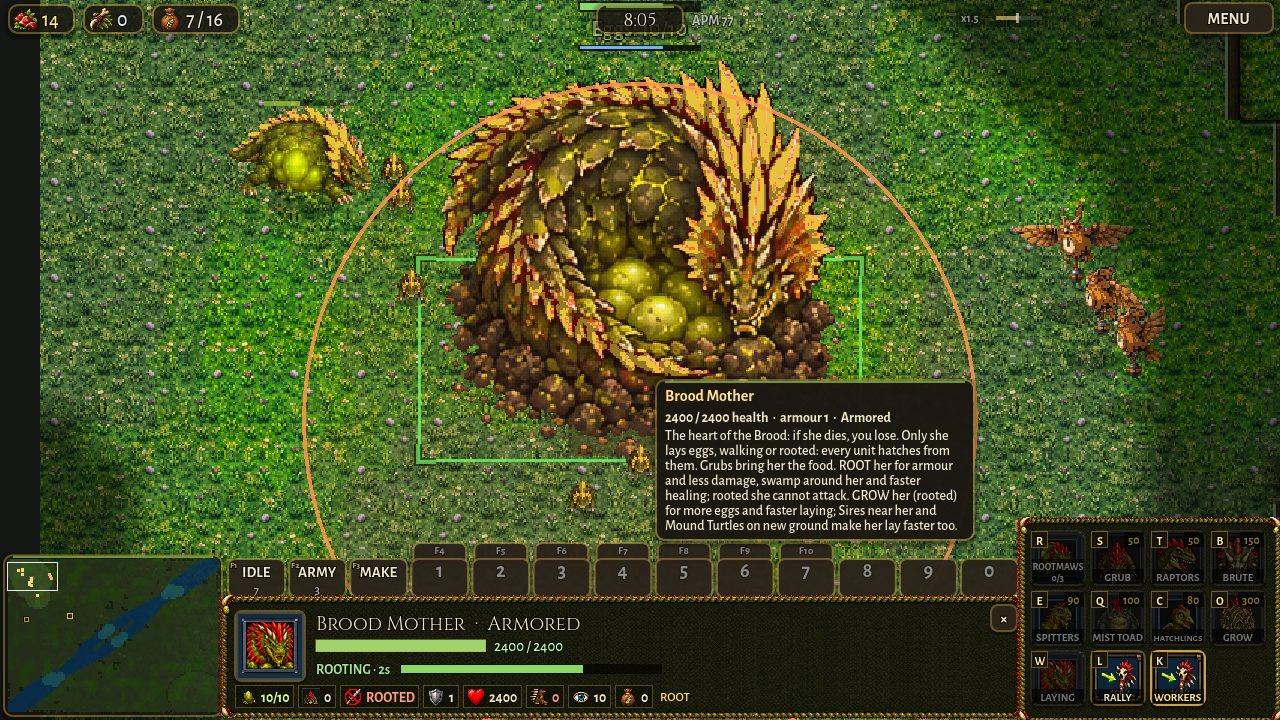 14
0
7 / 16
8:05
APM 77
X1.5
MENU
Brood Mother
2400 / 2400 health · armour 1 · Armored
The heart of the Brood: if she dies, you lose. Only she
lays eggs, walking or rooted: every unit hatches from
them. Grubs bring her the food. ROOT her for armour
and less damage, swamp around her and faster
healing; rooted she cannot attack. GROW her (rooted)
for more eggs and faster laying; Sires near her and
Mound Turtles on new ground make her lay faster too.
F1 IDLE 7
F2 ARMY 3
F3 MAKE
F4 1
F5 2
F6 3
F7 4
F8 5
F9 6
F10 7
8
9
0
BROOD MOTHER · ARMORED
2400 / 2400
ROOTING · 2s
10/10
0
ROOTED
1
2400
0
10
0
ROOT
×
R ROOTMAWS 0/3
S 50 GRUB
T 50 RAPTORS
B 150 BRUTE
E 90 SPITTERS
Q 100 MIST TOAD
C 80 HATCHLINGS
O 300 GROW
W LAYING
L RALLY
K WORKERS